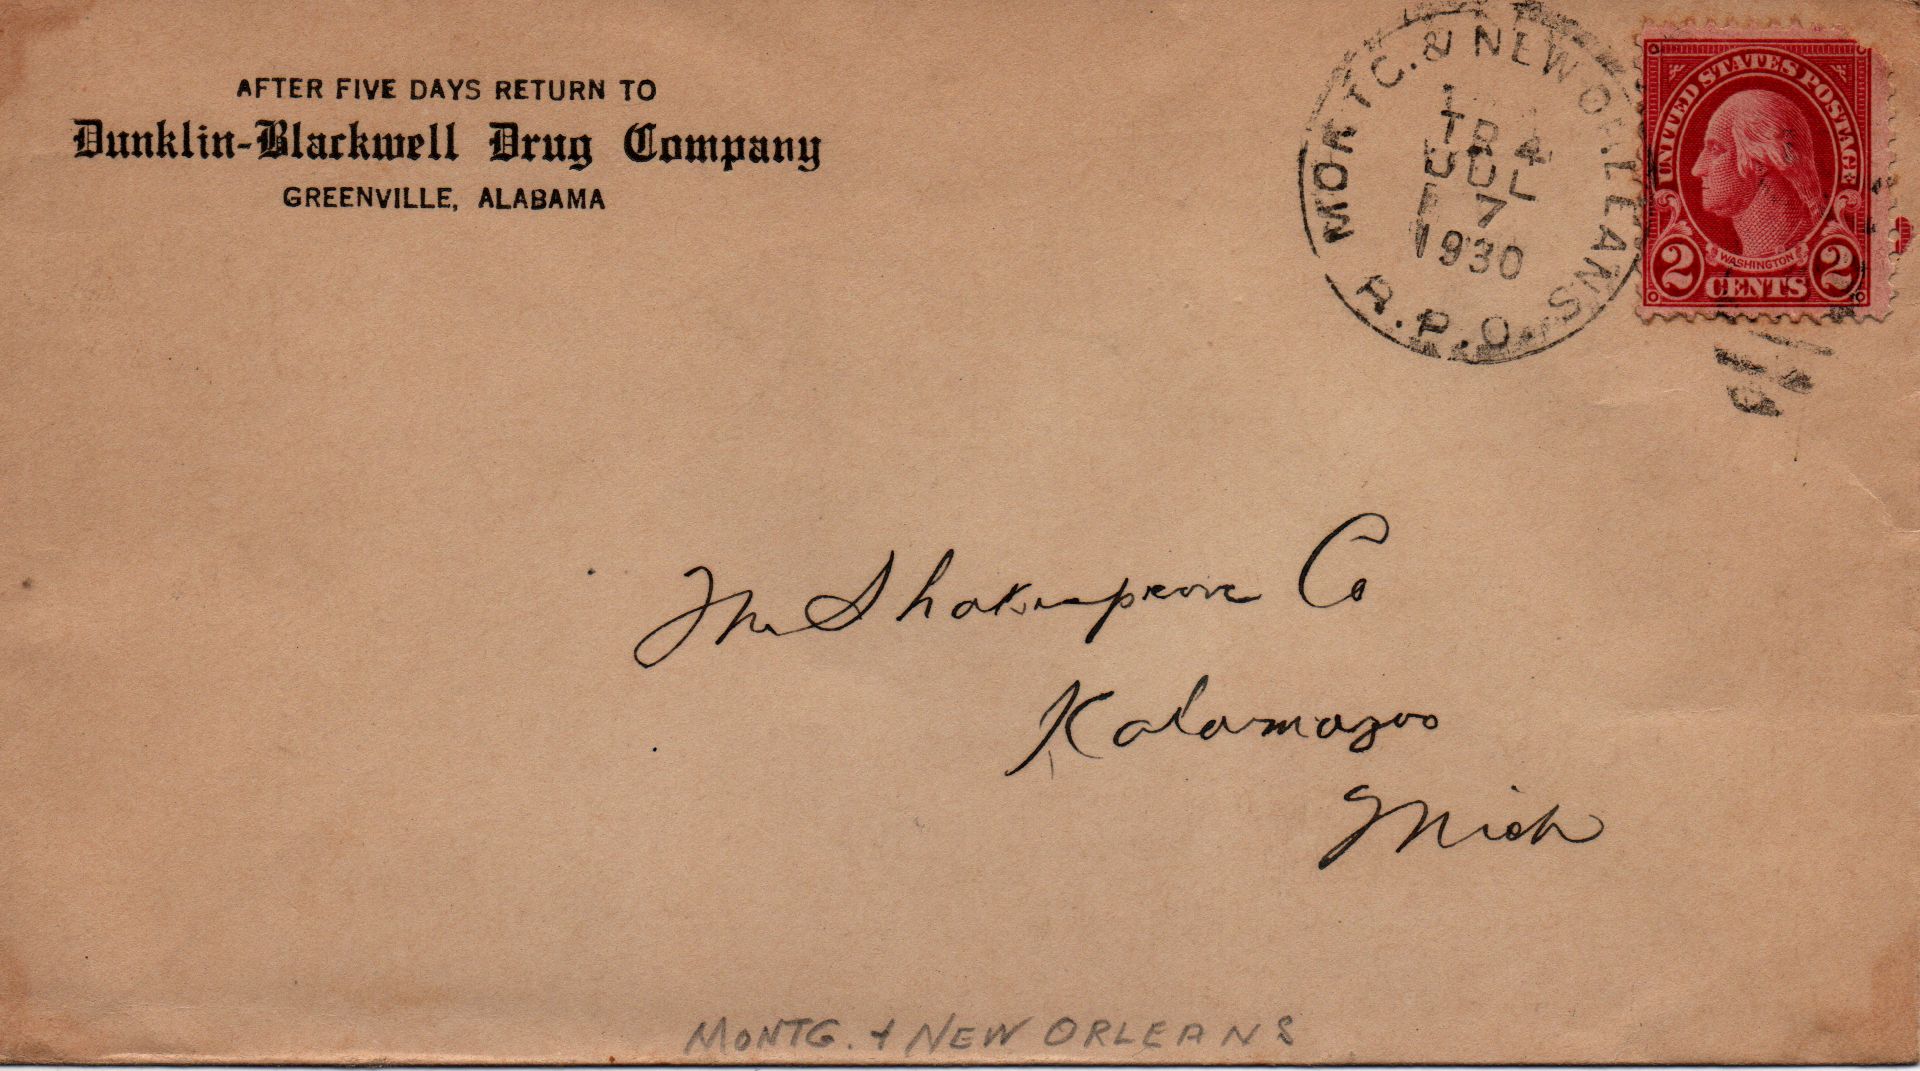 AFTER FIVE DAYS RETURN TO
Dunklin-Blackwell Drug Company
GREENVILLE, ALABAMA
MONTG. & NEW ORLEANS
TR 4
JUL
7
1930
R.P.O.
UNITED STATES POSTAGE
WASHINGTON
2 CENTS 2
The Shakespeare Co
Kalamazoo
Mich
MONTG. + NEW ORLEANS